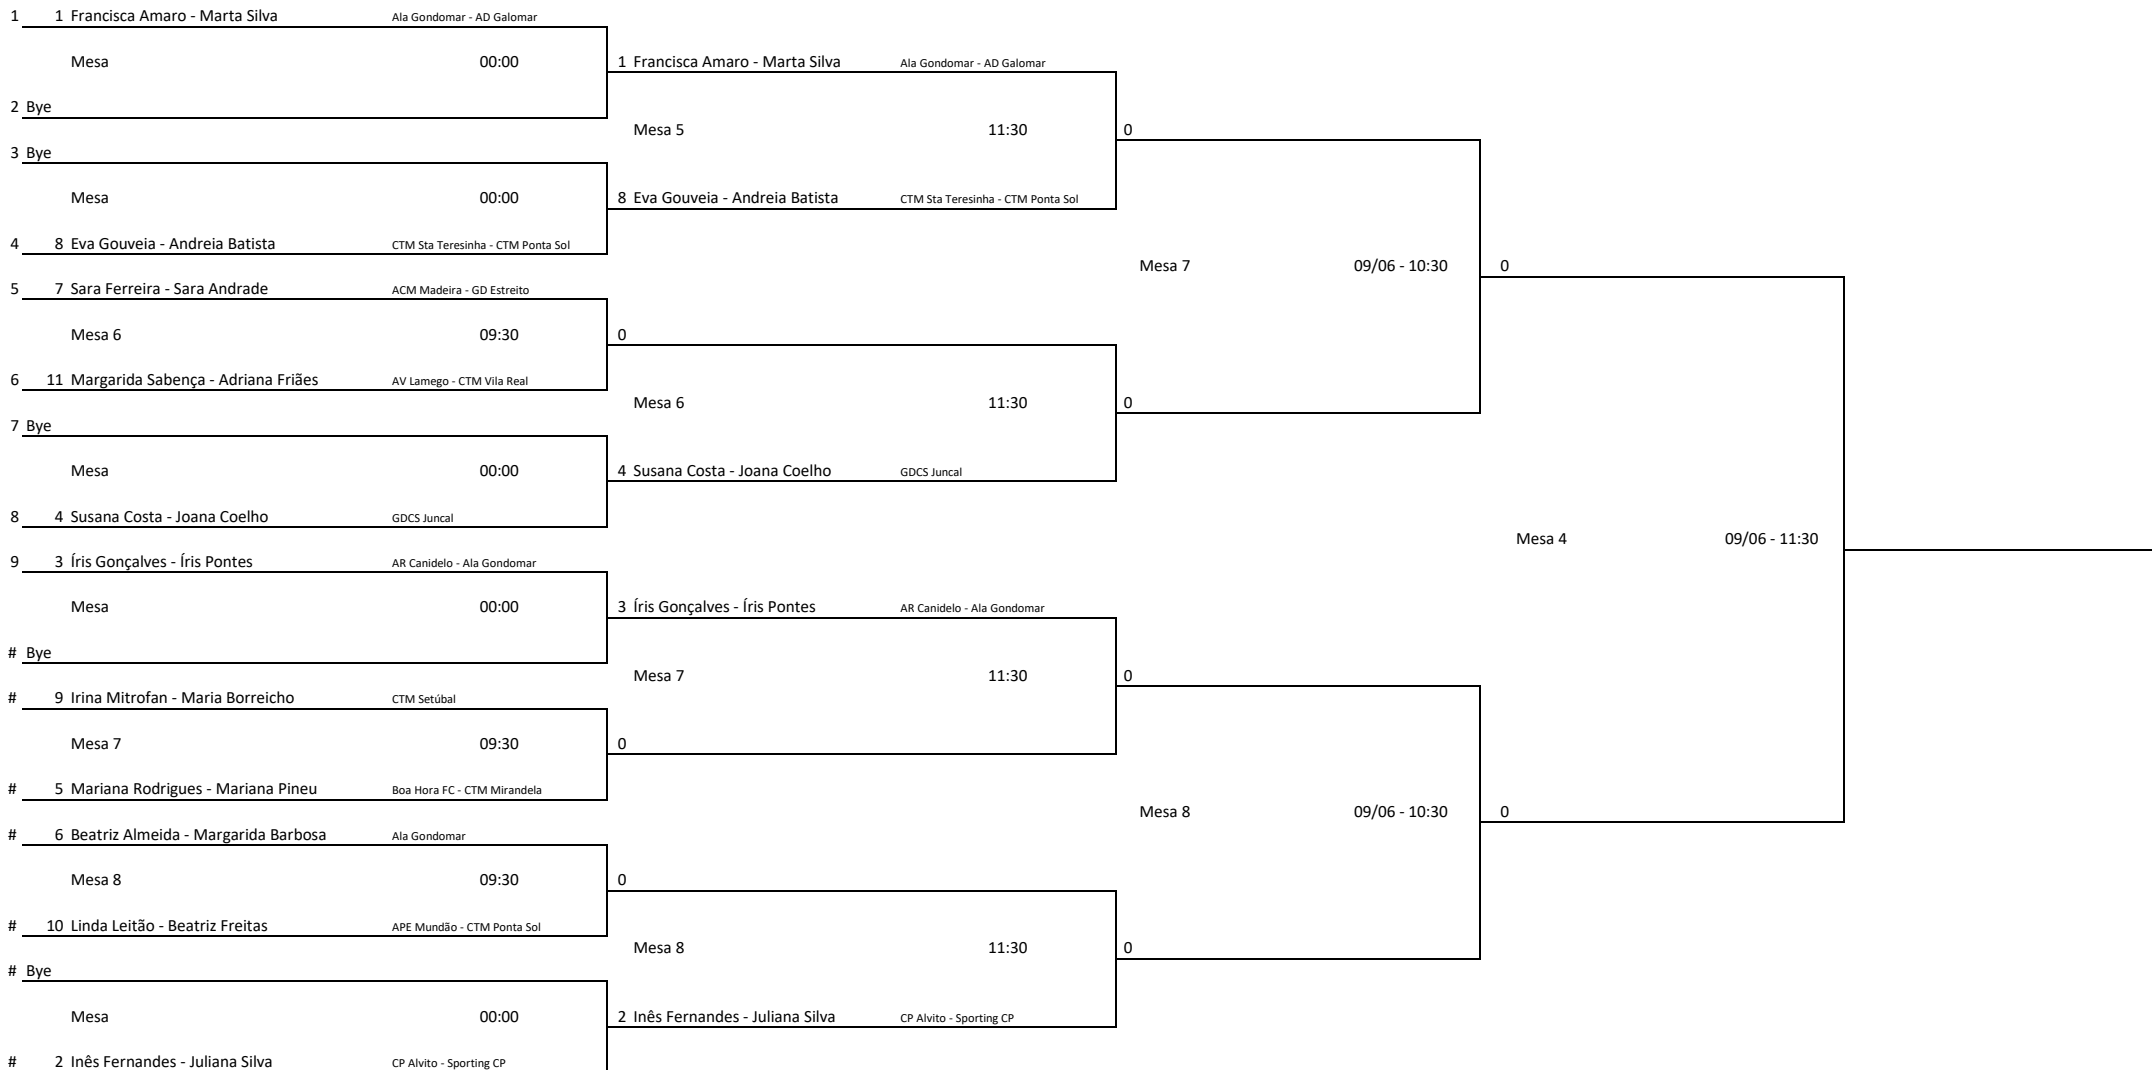 1 1 Francisca Amaro - Marta Silva Ala Gondomar - AD Galomar
Mesa 00:00 1 Francisca Amaro - Marta Silva Ala Gondomar - AD Galomar
2 Bye
Mesa 5 11:30 0
3 Bye
Mesa 00:00 8 Eva Gouveia - Andreia Batista CTM Sta Teresinha - CTM Ponta Sol
4 8 Eva Gouveia - Andreia Batista CTM Sta Teresinha - CTM Ponta Sol
Mesa 7 09/06 - 10:30 0
5 7 Sara Ferreira - Sara Andrade ACM Madeira - GD Estreito
Mesa 6 09:30 0
6 11 Margarida Sabença - Adriana Friães AV Lamego - CTM Vila Real
Mesa 6 11:30 0
7 Bye
Mesa 00:00 4 Susana Costa - Joana Coelho GDCS Juncal
8 4 Susana Costa - Joana Coelho GDCS Juncal
Mesa 4 09/06 - 11:30
9 3 Íris Gonçalves - Íris Pontes AR Canidelo - Ala Gondomar
Mesa 00:00 3 Íris Gonçalves - Íris Pontes AR Canidelo - Ala Gondomar
# Bye
Mesa 7 11:30 0
# 9 Irina Mitrofan - Maria Borreicho CTM Setúbal
Mesa 7 09:30 0
# 5 Mariana Rodrigues - Mariana Pineu Boa Hora FC - CTM Mirandela
Mesa 8 09/06 - 10:30 0
# 6 Beatriz Almeida - Margarida Barbosa Ala Gondomar
Mesa 8 09:30 0
# 10 Linda Leitão - Beatriz Freitas APE Mundão - CTM Ponta Sol
Mesa 8 11:30 0
# Bye
Mesa 00:00 2 Inês Fernandes - Juliana Silva CP Alvito - Sporting CP
# 2 Inês Fernandes - Juliana Silva CP Alvito - Sporting CP